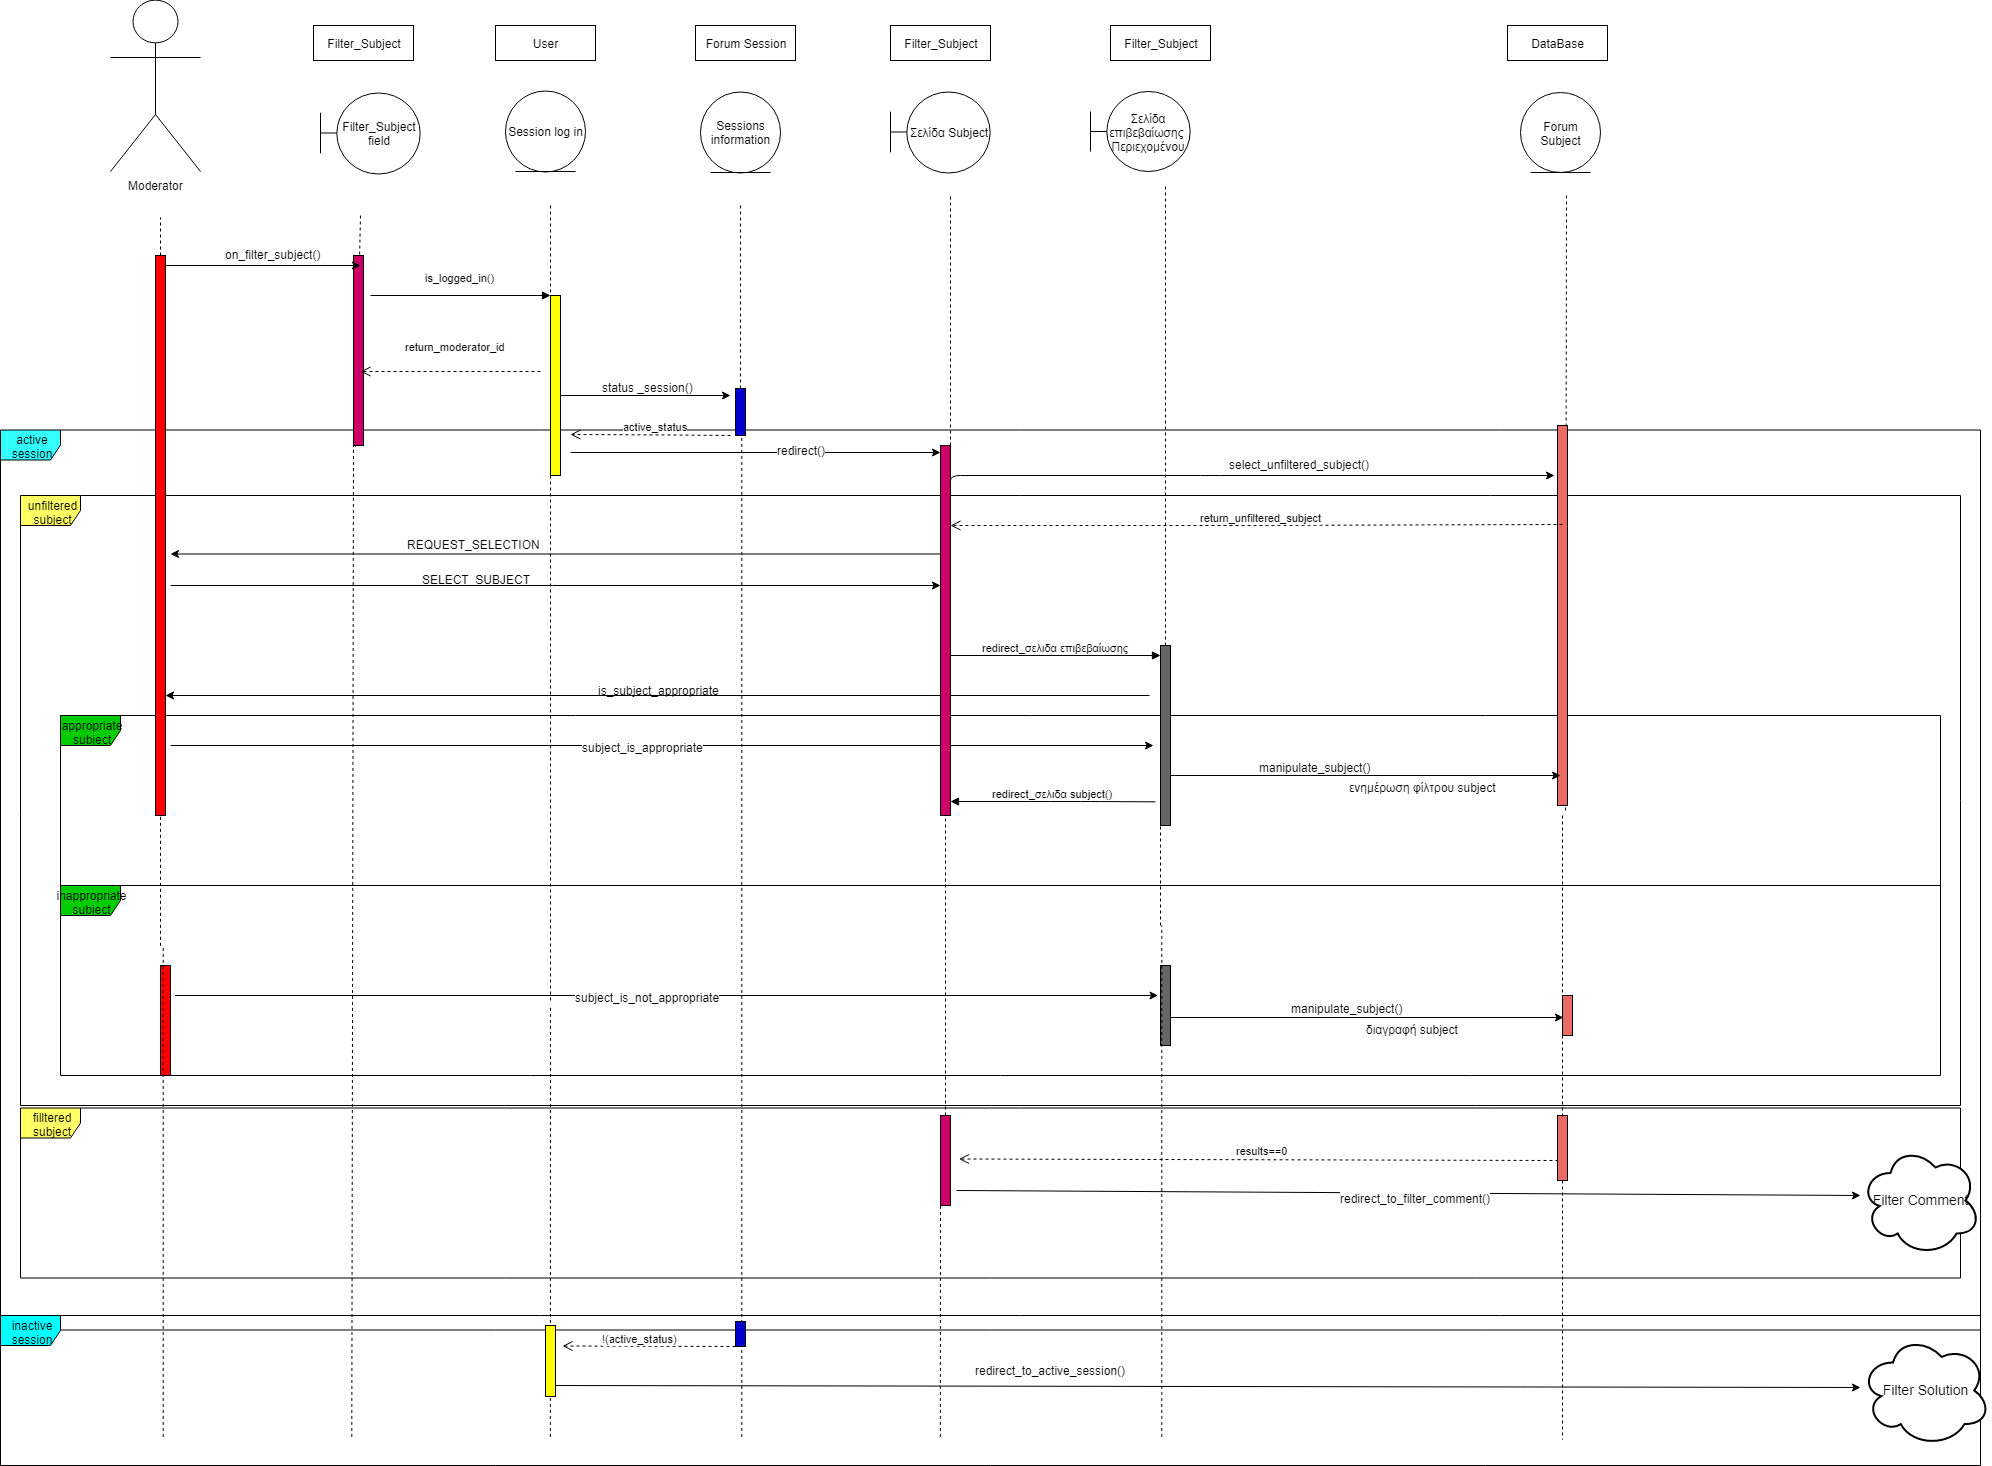 Filter_Subject
User
Forum Session
Filter_Subject
Filter_Subject
DataBase
Filter_Subject
field
Session log in
Sessions
information
Σελίδα Subject
Σελίδα
επιβεβαίωσης
Περιεχομένου
Forum
Subject
Moderator
on_filter_subject()
is_logged_in()
return_moderator_id
status _session()
active_status
active
session
redirect()
select_unfiltered_subject()
unfiltered
subject
return_unfiltered_subject
REQUEST_SELECTION
SELECT_SUBJECT
redirect_σελιδα επιβεβαίωσης
is_subject_appropriate
appropriate
subject
subject_is_appropriate
manipulate_subject()
ενημέρωση φίλτρου subject
redirect_σελιδα subject()
inappropriate
subject
subject_is_not_appropriate
manipulate_subject()
διαγραφή subject
filltered
subject
results==0
redirect_to_filter_comment()
Filter Comment
inactive
session
!(active_status)
redirect_to_active_session()
Filter Solution